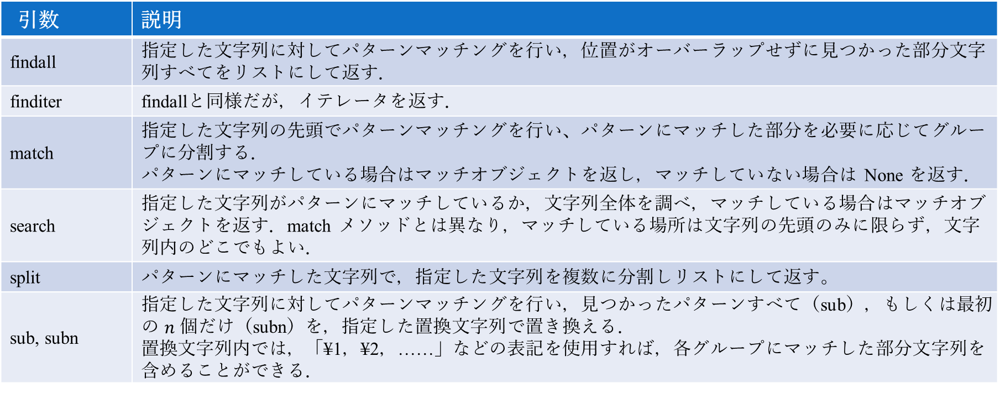 引数 説明
findall
指定した文字列に対してパターンマッチングを行い，位置がオーバーラップせずに見つかった部分文字
列すべてをリストにして返す．
finditer
findallと同様だが，イテレータを返す．
match
指定した文字列の先頭でパターンマッチングを行い、パターンにマッチした部分を必要に応じてグルー
プに分割する．
パターンにマッチしている場合はマッチオブジェクトを返し，マッチしていない場合は None を返す．
search
指定した文字列がパターンにマッチしているか，文字列全体を調べ，マッチしている場合はマッチオブ
ジェクトを返す．match メソッドとは異なり，マッチしている場所は文字列の先頭のみに限らず，文字
列内のどこでもよい．
split
パターンにマッチした文字列で，指定した文字列を複数に分割しリストにして返す。
sub, subn
指定した文字列に対してパターンマッチングを行い，見つかったパターンすべて（sub），もしくは最初
の n 個だけ（subn）を，指定した置換文字列で置き換える．
置換文字列内では，「¥1，¥2，……」などの表記を使用すれば，各グループにマッチした部分文字列を
含めることができる．